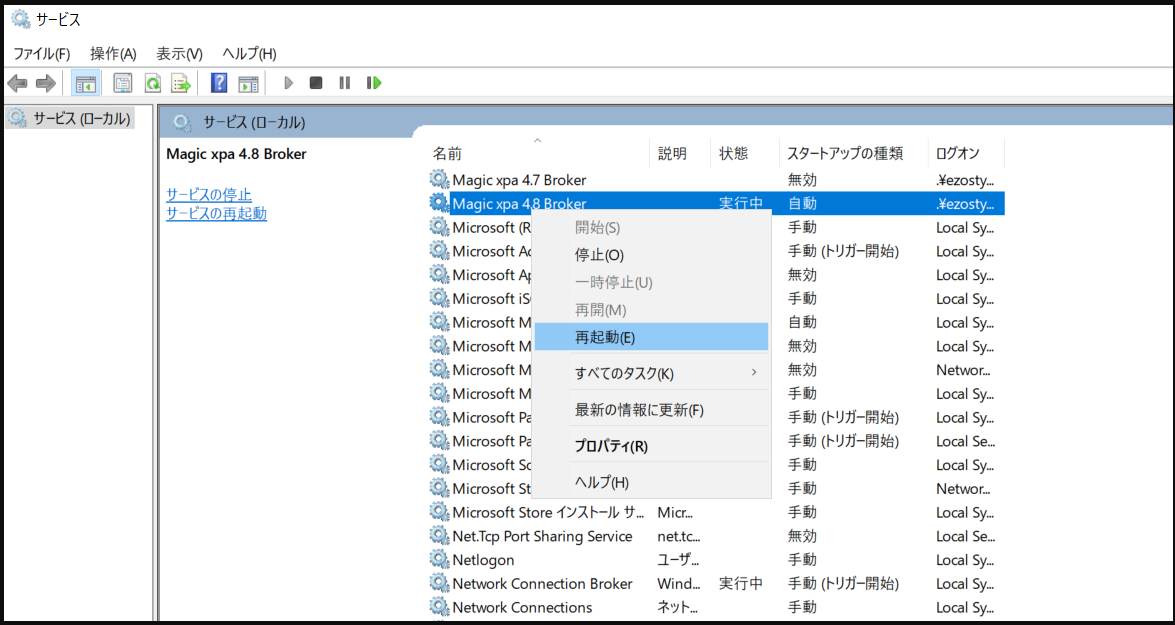 サービス
ファイル(F) 操作(A) 表示(V) ヘルプ(H)
サービス (ローカル)
サービス (ローカル)
Magic xpa 4.8 Broker
サービスの停止
サービスの再起動
名前 説明 状態 スタートアップの種類 ログオン
Magic xpa 4.7 Broker 無効 .¥ezosty...
Magic xpa 4.8 Broker 実行中 自動 .¥ezosty...
Microsoft (R 手動 Local Sy...
Microsoft Ac 手動 (トリガー開始) Local Sy...
Microsoft Ap 無効 Local Sy...
Microsoft iS 手動 Local Sy...
Microsoft M 自動 Local Sy...
Microsoft M 無効 Local Sy...
Microsoft M 無効 Networ...
Microsoft M 手動 Local Sy...
Microsoft Pa 手動 (トリガー開始) Local Sy...
Microsoft Pa 手動 (トリガー開始) Local Se...
Microsoft Sc 手動 Local Sy...
Microsoft St 手動 Networ...
Microsoft Store インストール サ... Micr... 手動 Local Sy...
Net.Tcp Port Sharing Service net.tc... 無効 Local Se...
Netlogon ユーザ... 手動 Local Sy...
Network Connection Broker Wind... 実行中 手動 (トリガー開始) Local Sy...
Network Connections ネット... 手動 Local Sy...
開始(S)
停止(O)
一時停止(U)
再開(M)
再起動(E)
すべてのタスク(K)
最新の情報に更新(F)
プロパティ(R)
ヘルプ(H)